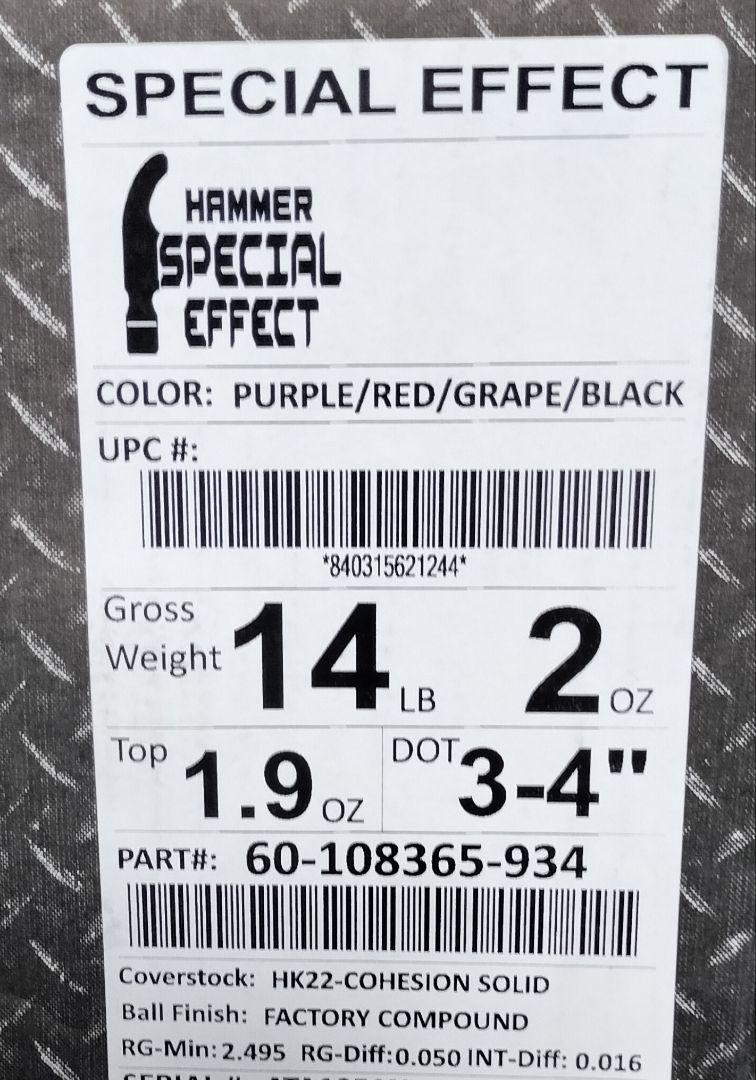 SPECIAL EFFECT
HAMMER
SPECIAL
EFFECT
COLOR: PURPLE/RED/GRAPE/BLACK
UPC #:
*840315621244*
Gross Weight 14 LB 2 OZ
Top 1.9 OZ DOT 3-4"
PART#: 60-108365-934
Coverstock: HK22-COHESION SOLID
Ball Finish: FACTORY COMPOUND
RG-Min: 2.495 RG-Diff: 0.050 INT-Diff: 0.016